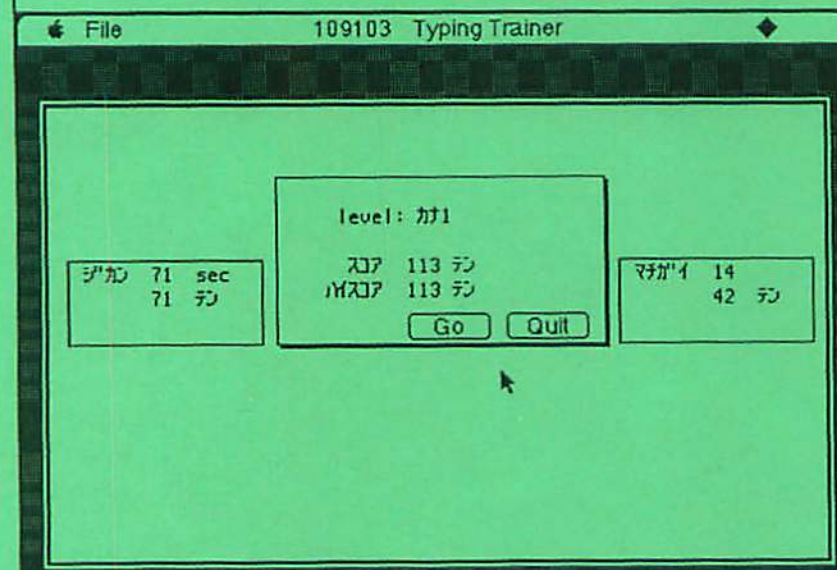 File 109103 Typing Trainer
level: カナ1
スコア 113 テン
ハイスコア 113 テン
Go Quit
ジカン 71 sec
71 テン
マチガイ 14
42 テン